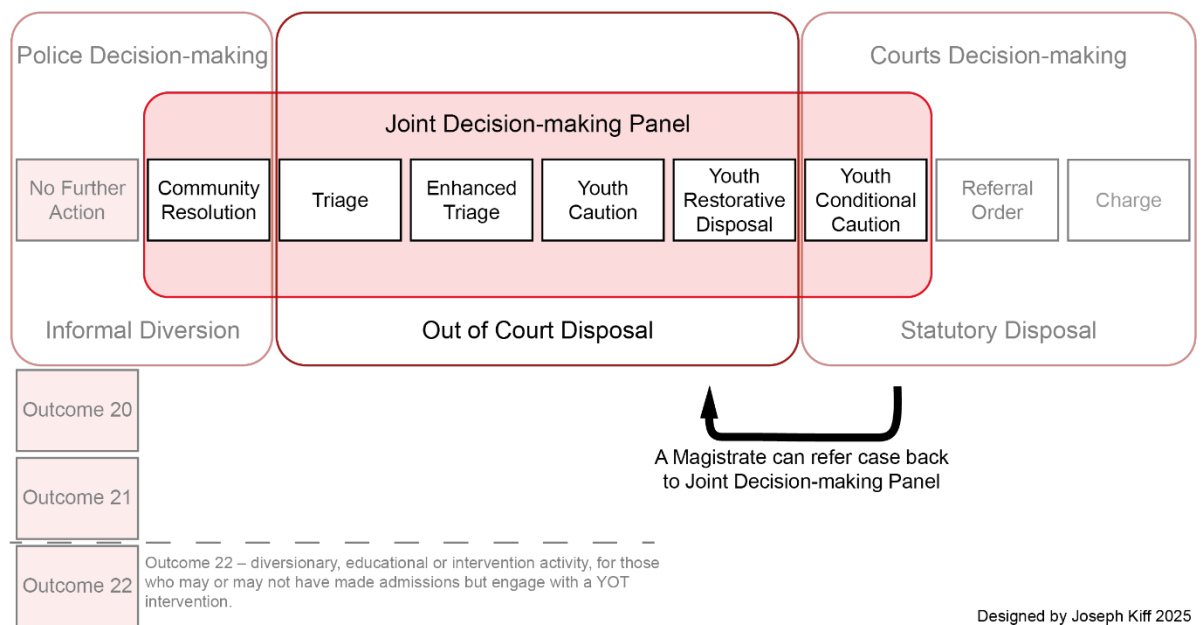 Police Decision-making
Courts Decision-making
Joint Decision-making Panel
No Further
Action
Community
Resolution
Triage
Enhanced
Triage
Youth
Caution
Youth
Restorative
Disposal
Youth
Conditional
Caution
Referral
Order
Charge
Informal Diversion
Out of Court Disposal
Statutory Disposal
Outcome 20
A Magistrate can refer case back
to Joint Decision-making Panel
Outcome 21
Outcome 22
Outcome 22 – diversionary, educational or intervention activity, for those
who may or may not have made admissions but engage with a YOT
intervention.
Designed by Joseph Kiff 2025